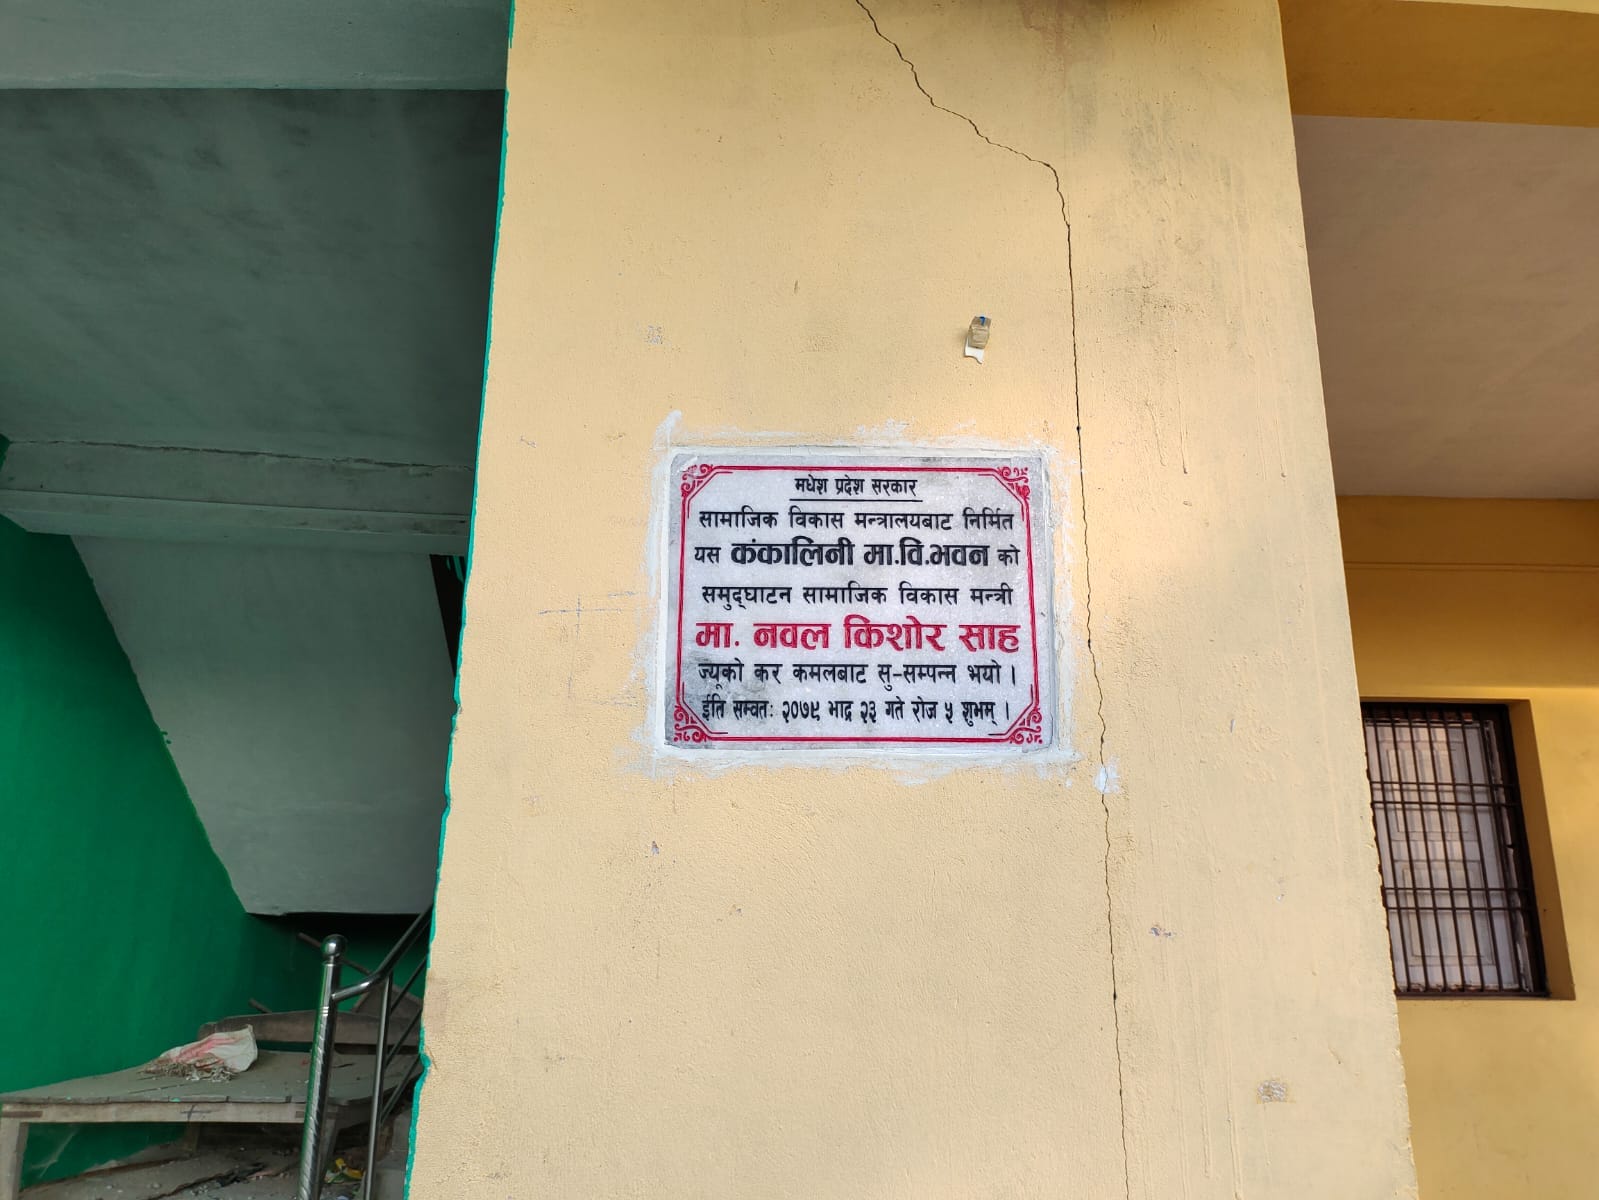 मधेश प्रदेश सरकार
सामाजिक विकास मन्त्रालयबाट निर्मित
यस कंकालिनी मा.वि.भवन को
समुद्घाटन सामाजिक विकास मन्त्री
मा. नवल किशोर साह
ज्यूको कर कमलबाट सु-सम्पन्न भयो ।
ईति सम्वत: २०७९ भाद्र २३ गते रोज ५ शुभम् ।